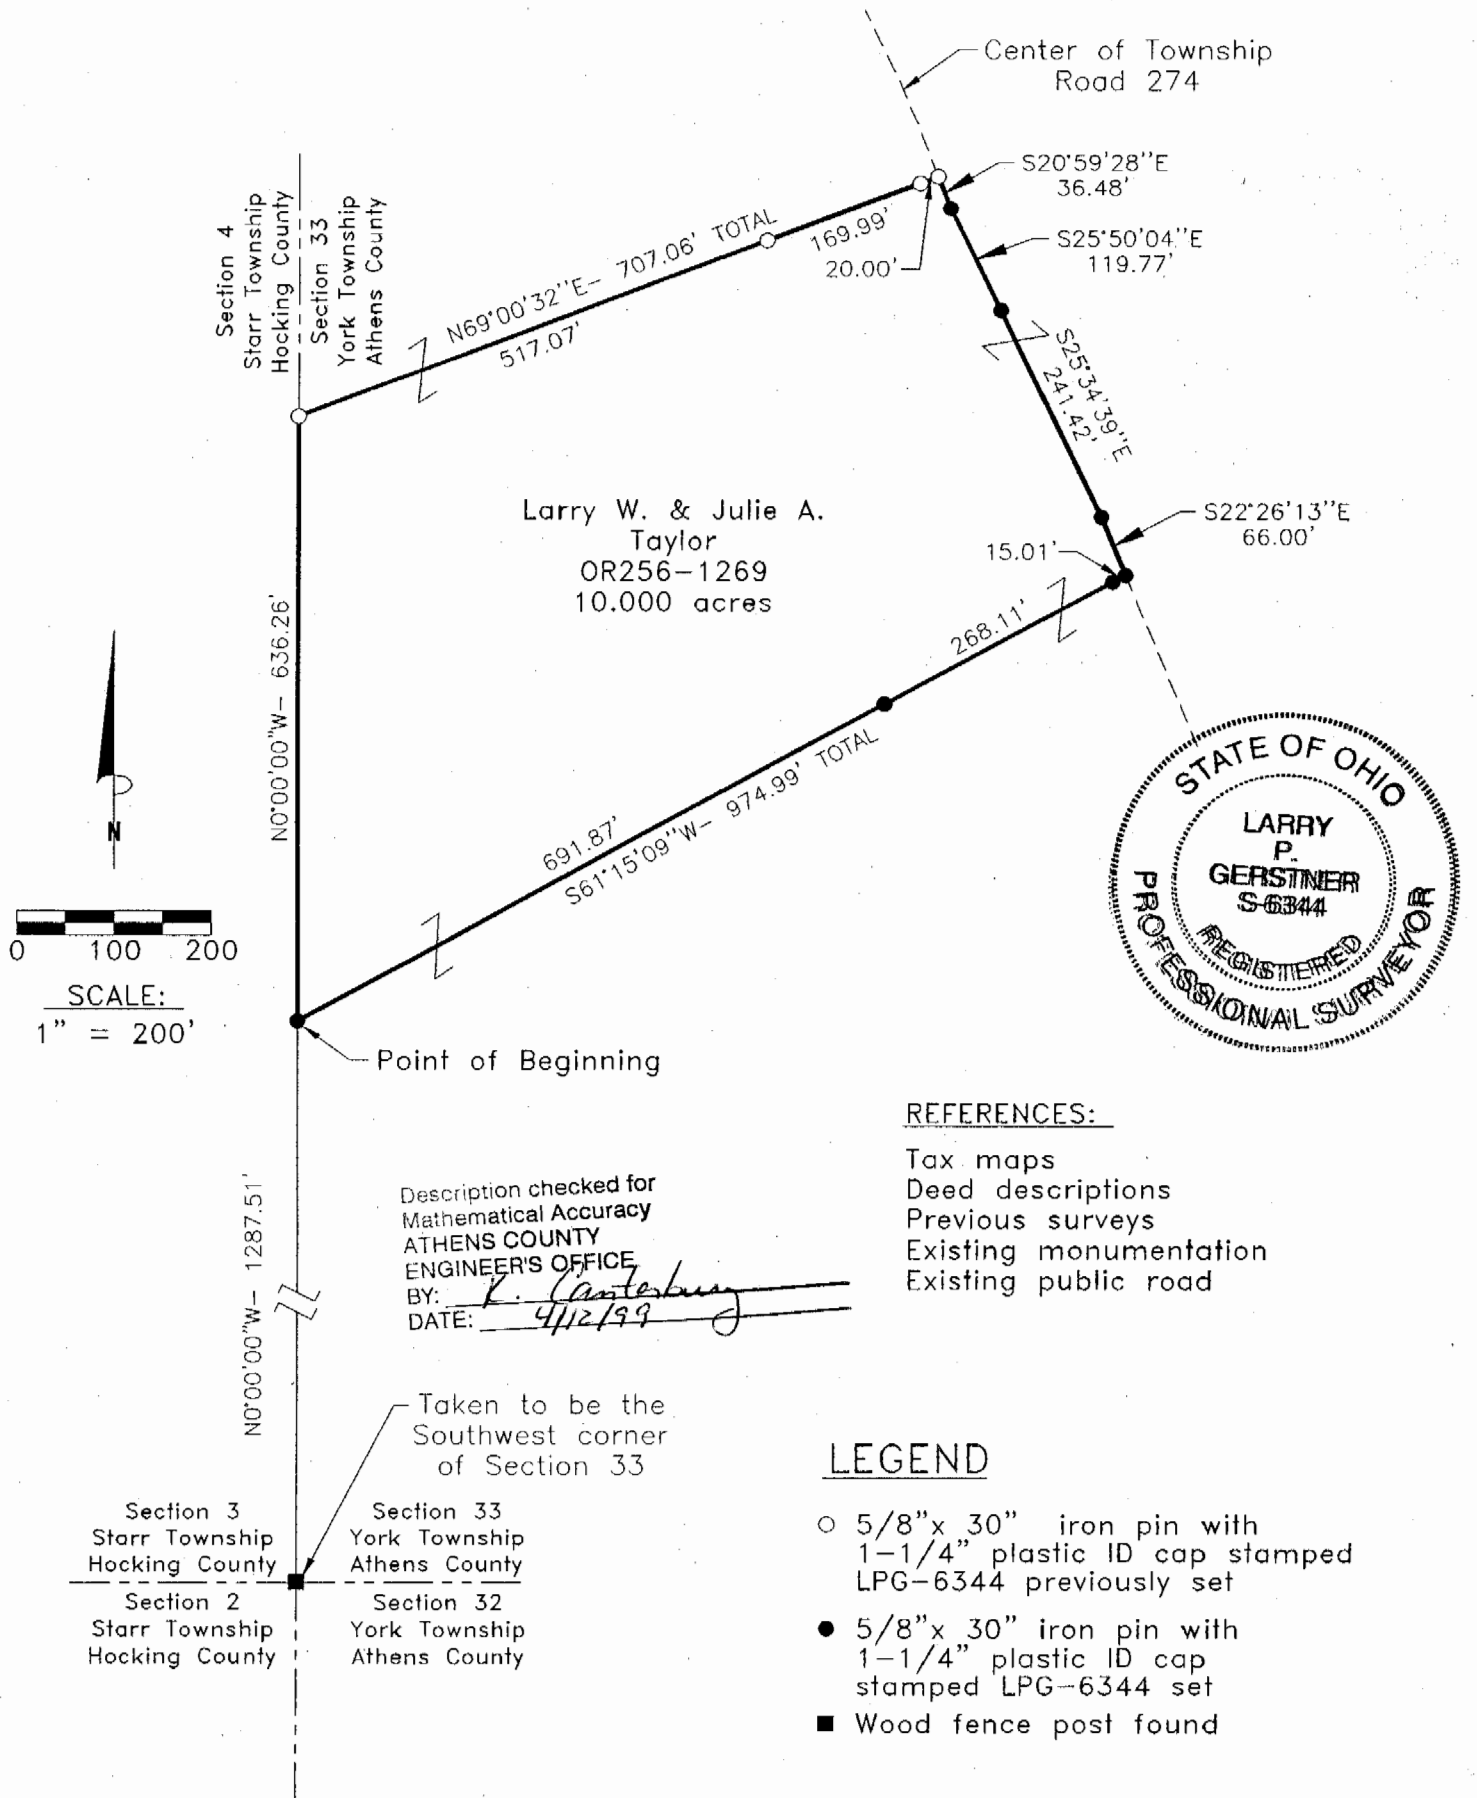 Center of Township
Road 274
S20°59'28"E
36.48'
S25°50'04"E
119.77'
Section 4
Starr Township
Hocking County
Section 33
York Township
Athens County
N69°00'32"E- 707.06' TOTAL
517.07'
169.99'
20.00'
S25°34'39"E
241.42'
Larry W. & Julie A.
Taylor
OR256-1269
10.000 acres
S22°26'13"E
66.00'
15.01'
268.11'
N0°00'00"W- 636.26'
691.87'
S61°15'09"W- 974.99' TOTAL
N
0 100 200
SCALE:
1" = 200'
STATE OF OHIO
LARRY
P.
GERSTNER
S-6344
REGISTERED
PROFESSIONAL SURVEYOR
Point of Beginning
REFERENCES:
Tax maps
Deed descriptions
Previous surveys
Existing monumentation
Existing public road
Description checked for
Mathematical Accuracy
ATHENS COUNTY
ENGINEER'S OFFICE
BY: K. Canterbury
DATE: 4/12/99
N0°00'00"W- 1287.51'
Taken to be the
Southwest corner
of Section 33
Section 3
Starr Township
Hocking County
Section 33
York Township
Athens County
Section 2
Starr Township
Hocking County
Section 32
York Township
Athens County
LEGEND
5/8"x 30" iron pin with
1-1/4" plastic ID cap stamped
LPG-6344 previously set
5/8"x 30" iron pin with
1-1/4" plastic ID cap
stamped LPG-6344 set
Wood fence post found